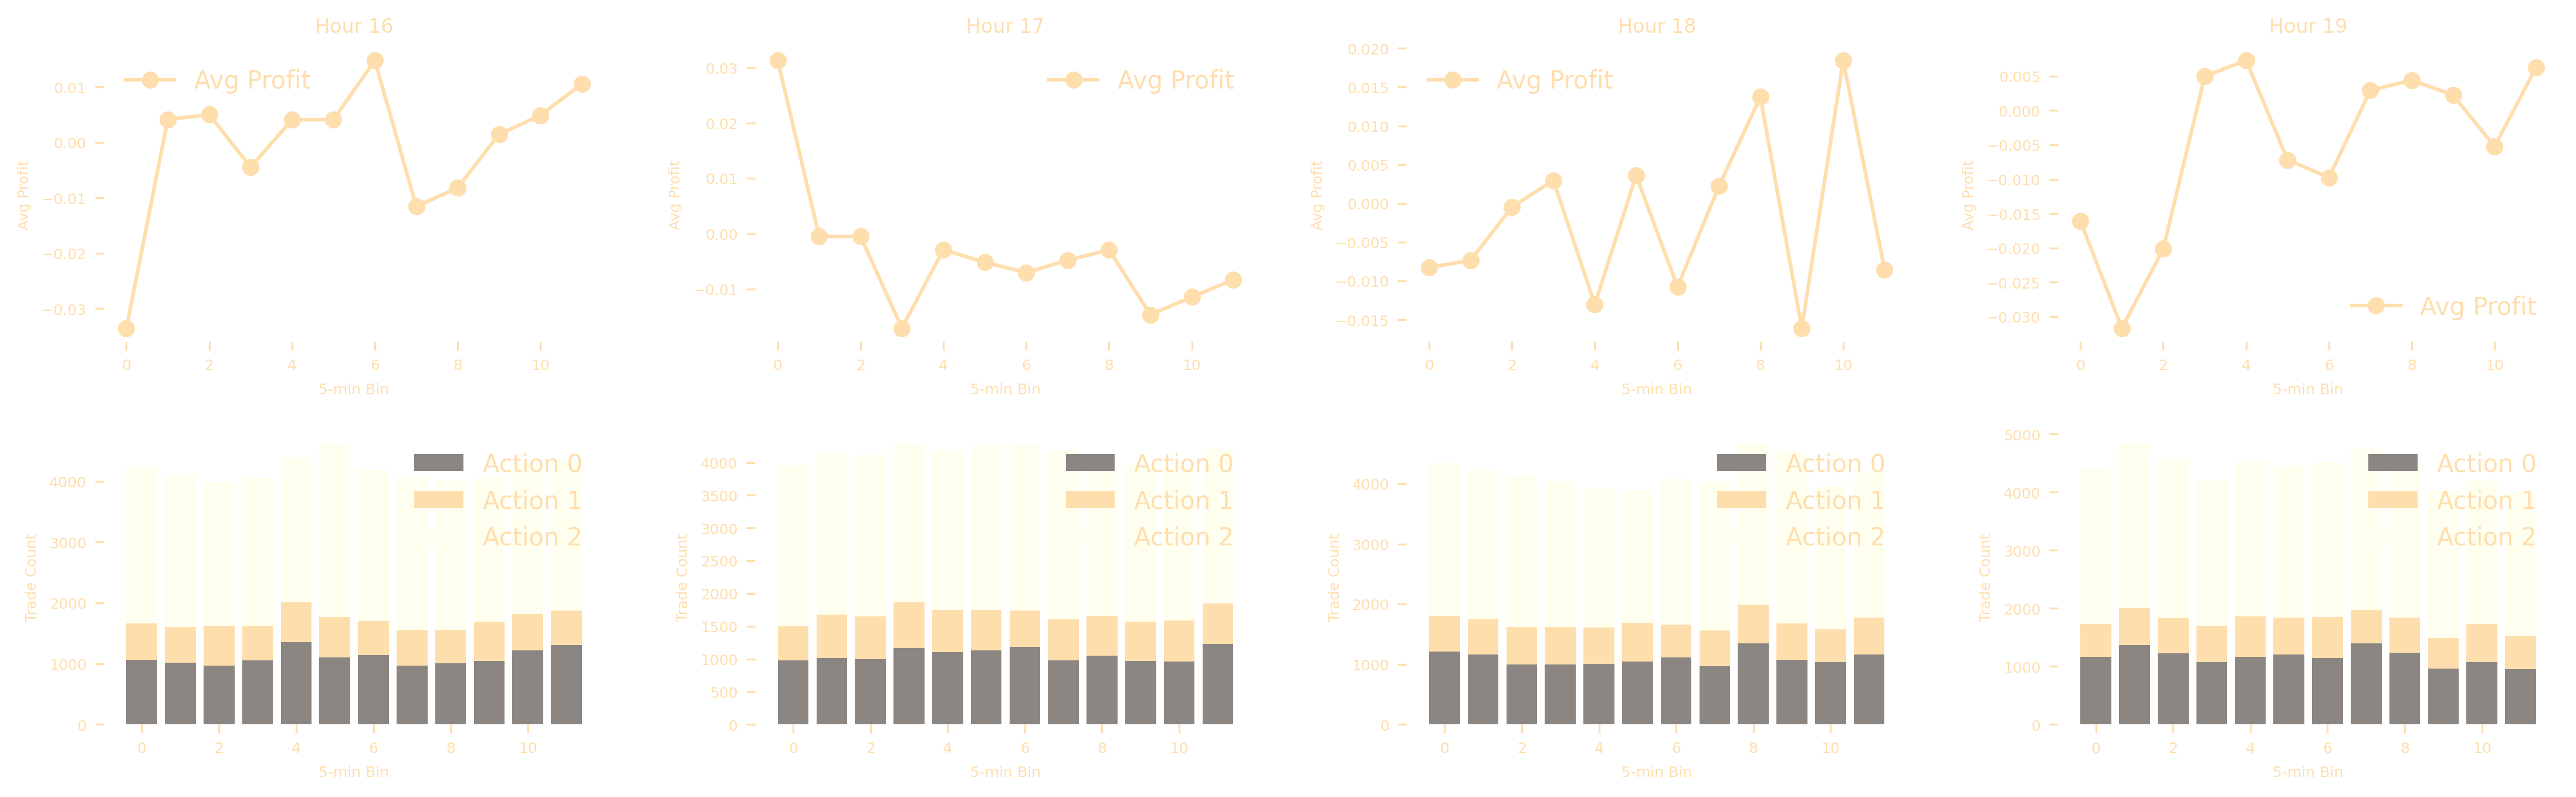 Hour 16
Avg Profit
0.01
0.00
−0.01
−0.02
−0.03
Avg Profit
0 2 4 6 8 10
5-min Bin
Hour 17
Avg Profit
0.03
0.02
0.01
0.00
−0.01
Avg Profit
0 2 4 6 8 10
5-min Bin
Hour 18
Avg Profit
0.020
0.015
0.010
0.005
0.000
−0.005
−0.010
−0.015
Avg Profit
0 2 4 6 8 10
5-min Bin
Hour 19
Avg Profit
0.005
0.000
−0.005
−0.010
−0.015
−0.020
−0.025
−0.030
Avg Profit
0 2 4 6 8 10
5-min Bin
Trade Count
4000
3000
2000
1000
0
Action 0
Action 1
Action 2
0 2 4 6 8 10
5-min Bin
Trade Count
4000
3500
3000
2500
2000
1500
1000
500
0
Action 0
Action 1
Action 2
0 2 4 6 8 10
5-min Bin
Trade Count
4000
3000
2000
1000
0
Action 0
Action 1
Action 2
0 2 4 6 8 10
5-min Bin
Trade Count
5000
4000
3000
2000
1000
0
Action 0
Action 1
Action 2
0 2 4 6 8 10
5-min Bin